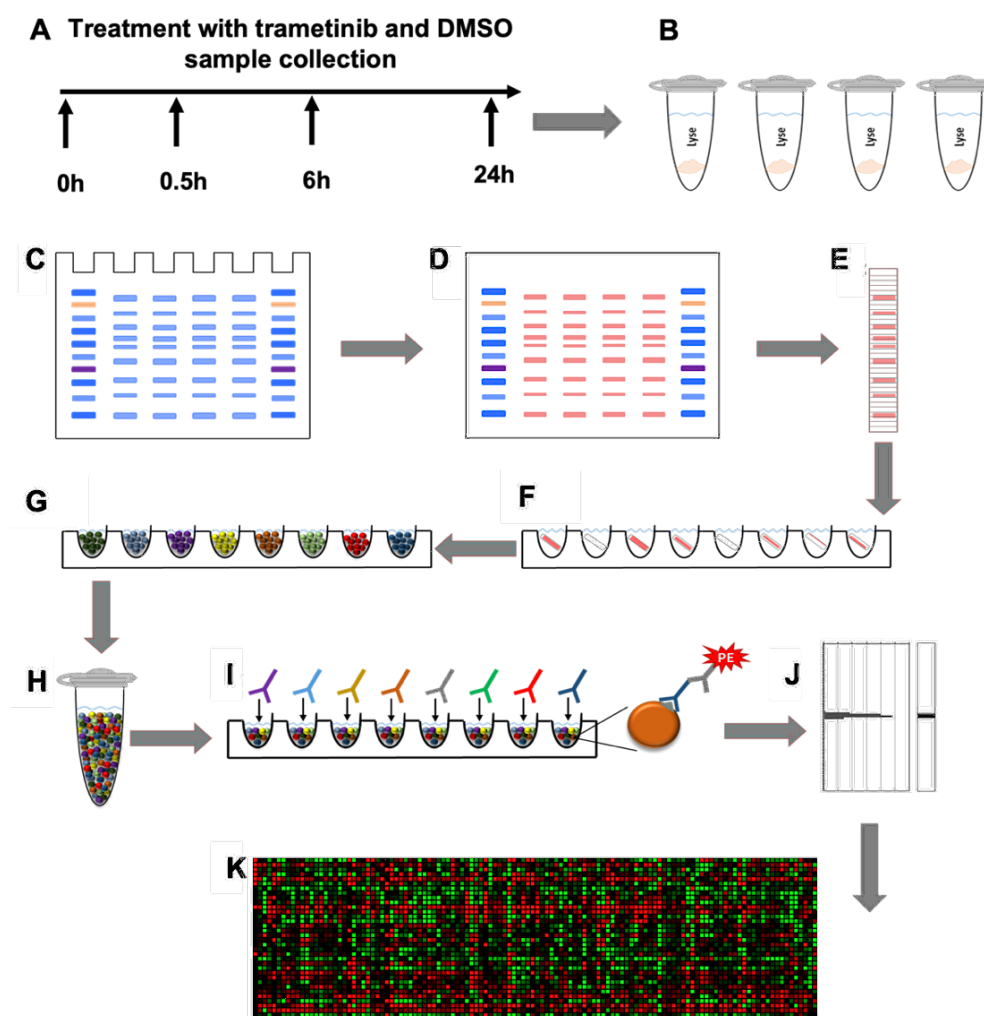 A Treatment with trametinib and DMSO
sample collection
0h
0.5h
6h
24h
B
Lyse
Lyse
Lyse
Lyse
C
D
E
F
G
H
I
PE
J
K